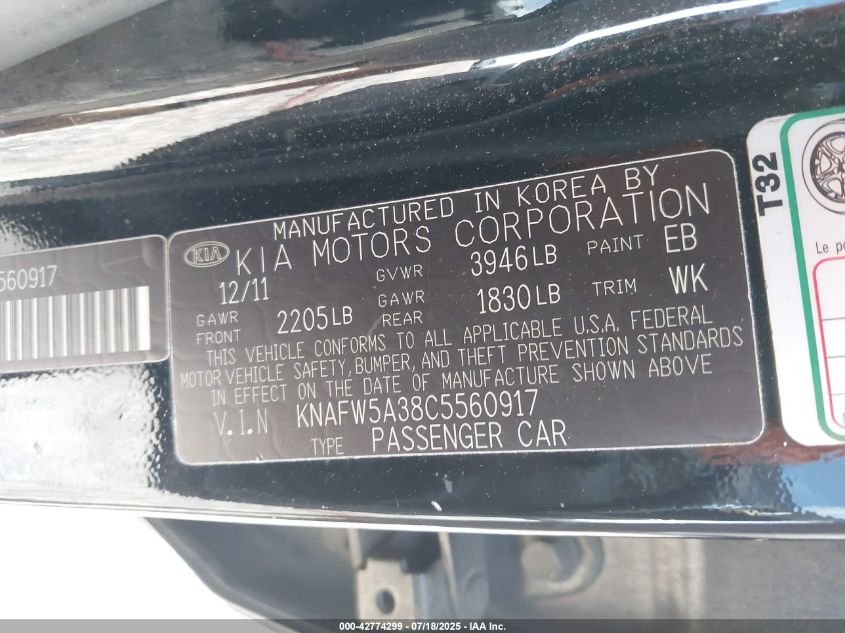 MANUFACTURED IN KOREA BY
KIA KIA MOTORS CORPORATION
12/11 GVWR 3946LB PAINT EB
GAWR FRONT 2205LB GAWR REAR 1830LB TRIM WK
THIS VEHICLE CONFORMS TO ALL APPLICABLE U.S.A. FEDERAL
MOTOR VEHICLE SAFETY, BUMPER, AND THEFT PREVENTION STANDARDS
IN EFFECT ON THE DATE OF MANUFACTURE SHOWN ABOVE
V.I.N KNAFW5A38C5560917
TYPE PASSENGER CAR
5560917
T32
Le po
000-42774299 - 07/18/2025 - IAA Inc.